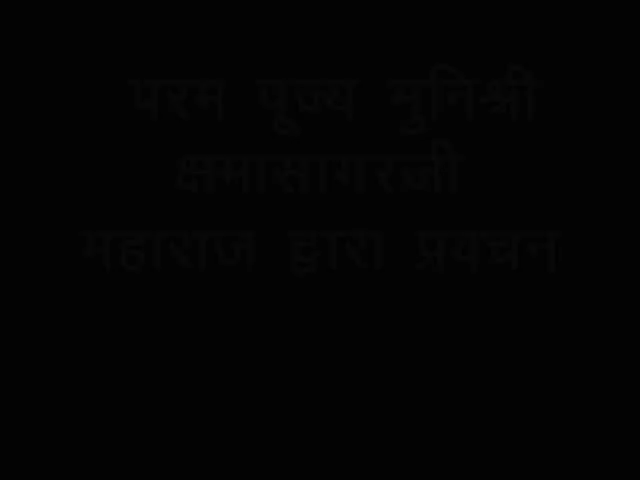 परम पूज्य मुनिश्री
क्षमासागरजी
महाराज द्वारा प्रवचन